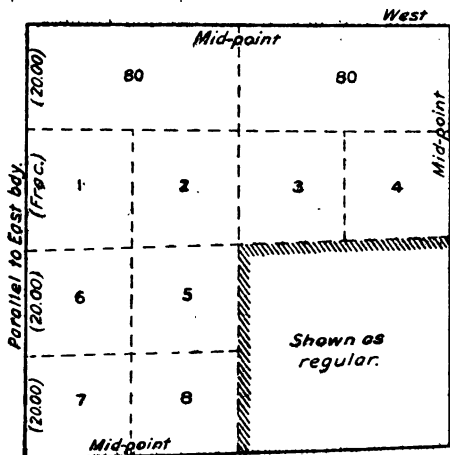 West
Mid-point
80
80
(20.00)
Mid-point
1
2
3
4
(Frac.)
Parallel to East bdy.
6
5
(20.00)
Shown as
regular.
7
8
(20.00)
Mid-point